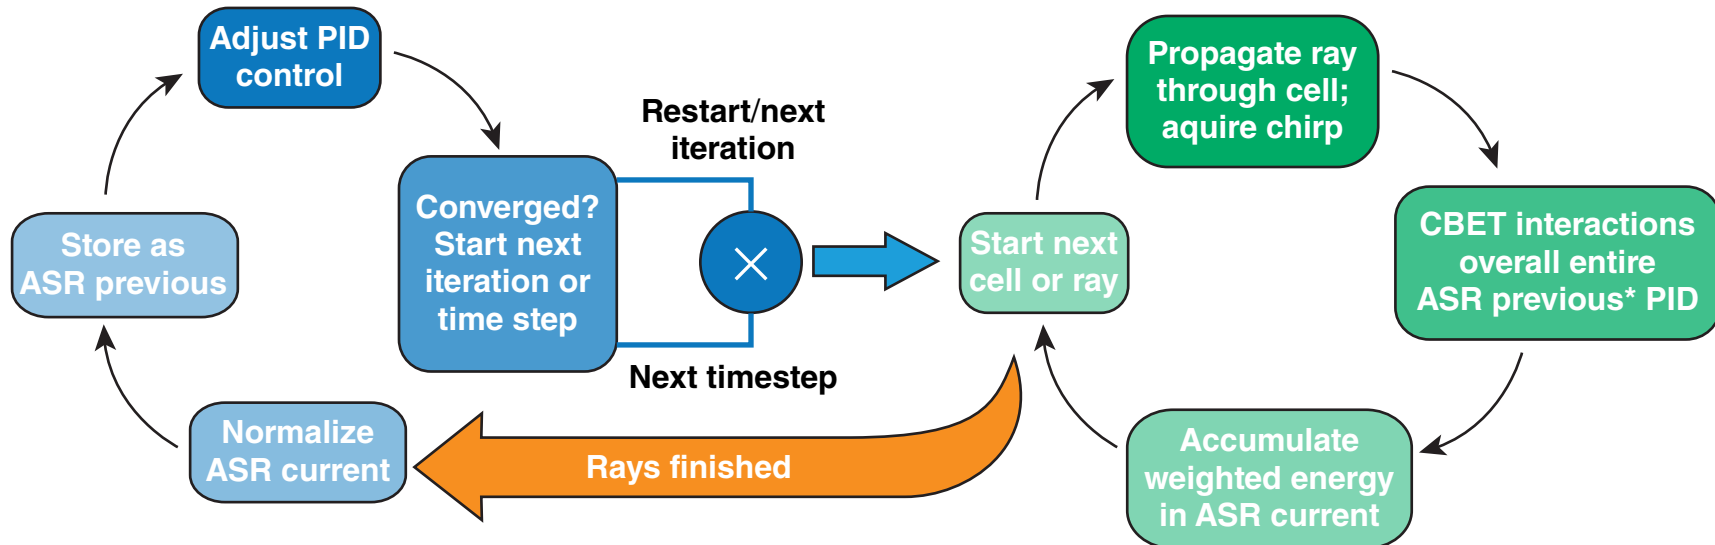 Adjust PID
control
Restart/next
iteration
Converged?
Start next
iteration or
time step
Next timestep
Store as
ASR previous
Normalize
ASR current
Rays finished
Start next
cell or ray
Propagate ray
through cell;
aquire chirp
CBET interactions
overall entire
ASR previous* PID
Accumulate
weighted energy
in ASR current